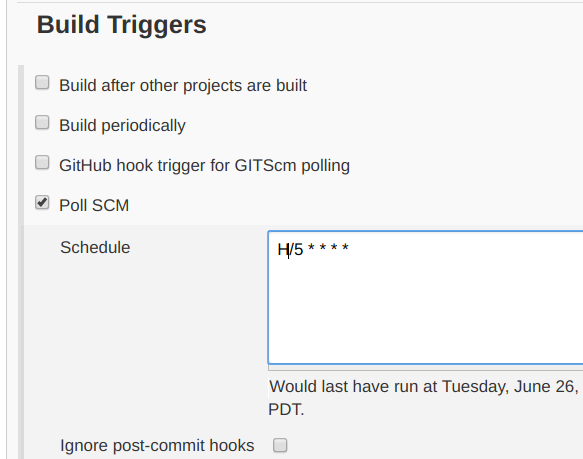 Build Triggers
Build after other projects are built
Build periodically
GitHub hook trigger for GITScm polling
Poll SCM
Schedule
H/5 * * * *
Would last have run at Tuesday, June 26,
PDT.
Ignore post-commit hooks